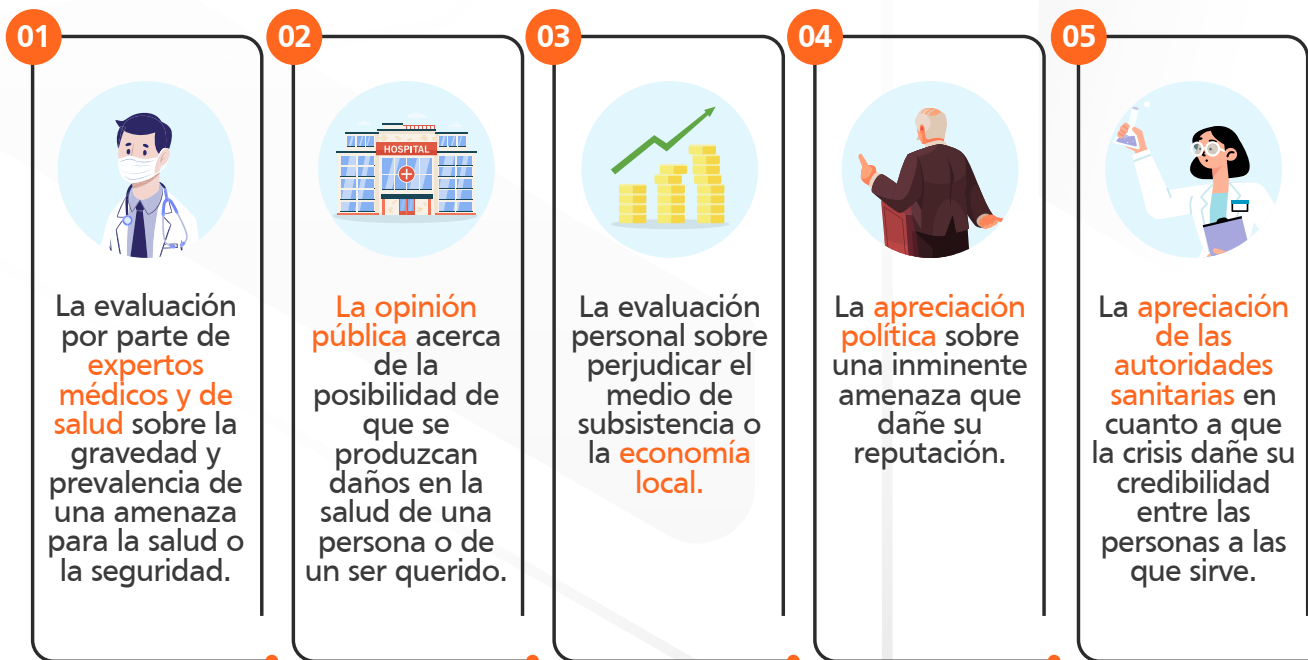 01
La evaluación
por parte de
expertos
médicos y de
salud sobre la
gravedad y
prevalencia de
una amenaza
para la salud o
la seguridad.
02
HOSPITAL
La opinión
pública acerca
de la
posibilidad de
que se
produzcan
daños en la
salud de una
persona o de
un ser querido.
03
La evaluación
personal sobre
perjudicar el
medio de
subsistencia o
la economía
local.
04
La apreciación
política sobre
una inminente
amenaza que
dañe su
reputación.
05
La apreciación
de las
autoridades
sanitarias en
cuanto a que
la crisis dañe su
credibilidad
entre las
personas a las
que sirve.